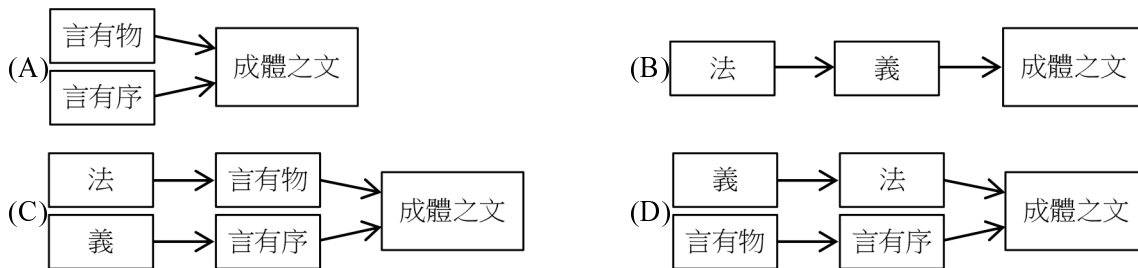 (A) 言有物 言有序 成體之文
(B) 法 義 成體之文
(C) 法 言有物 義 言有序 成體之文
(D) 義 法 言有物 言有序 成體之文